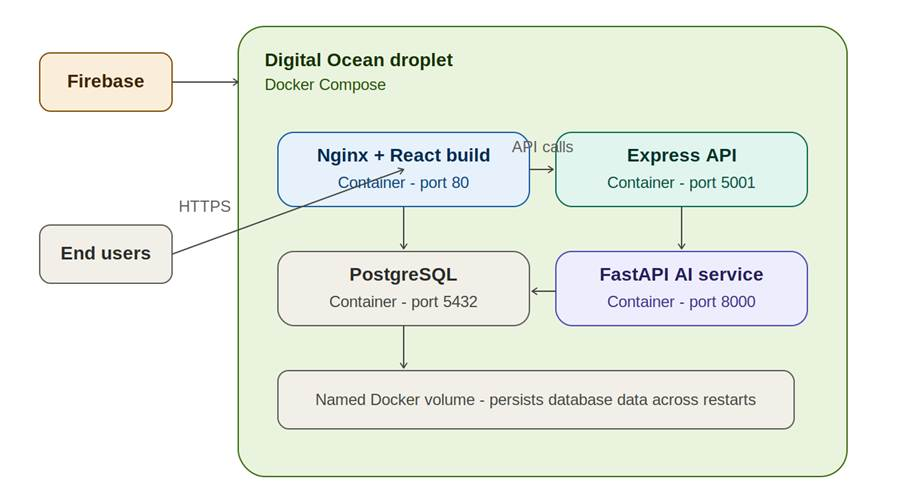 Digital Ocean droplet
Docker Compose
Firebase
Nginx + React build
Container - port 80
API calls
Express API
Container - port 5001
HTTPS
End users
PostgreSQL
Container - port 5432
FastAPI AI service
Container - port 8000
Named Docker volume - persists database data across restarts